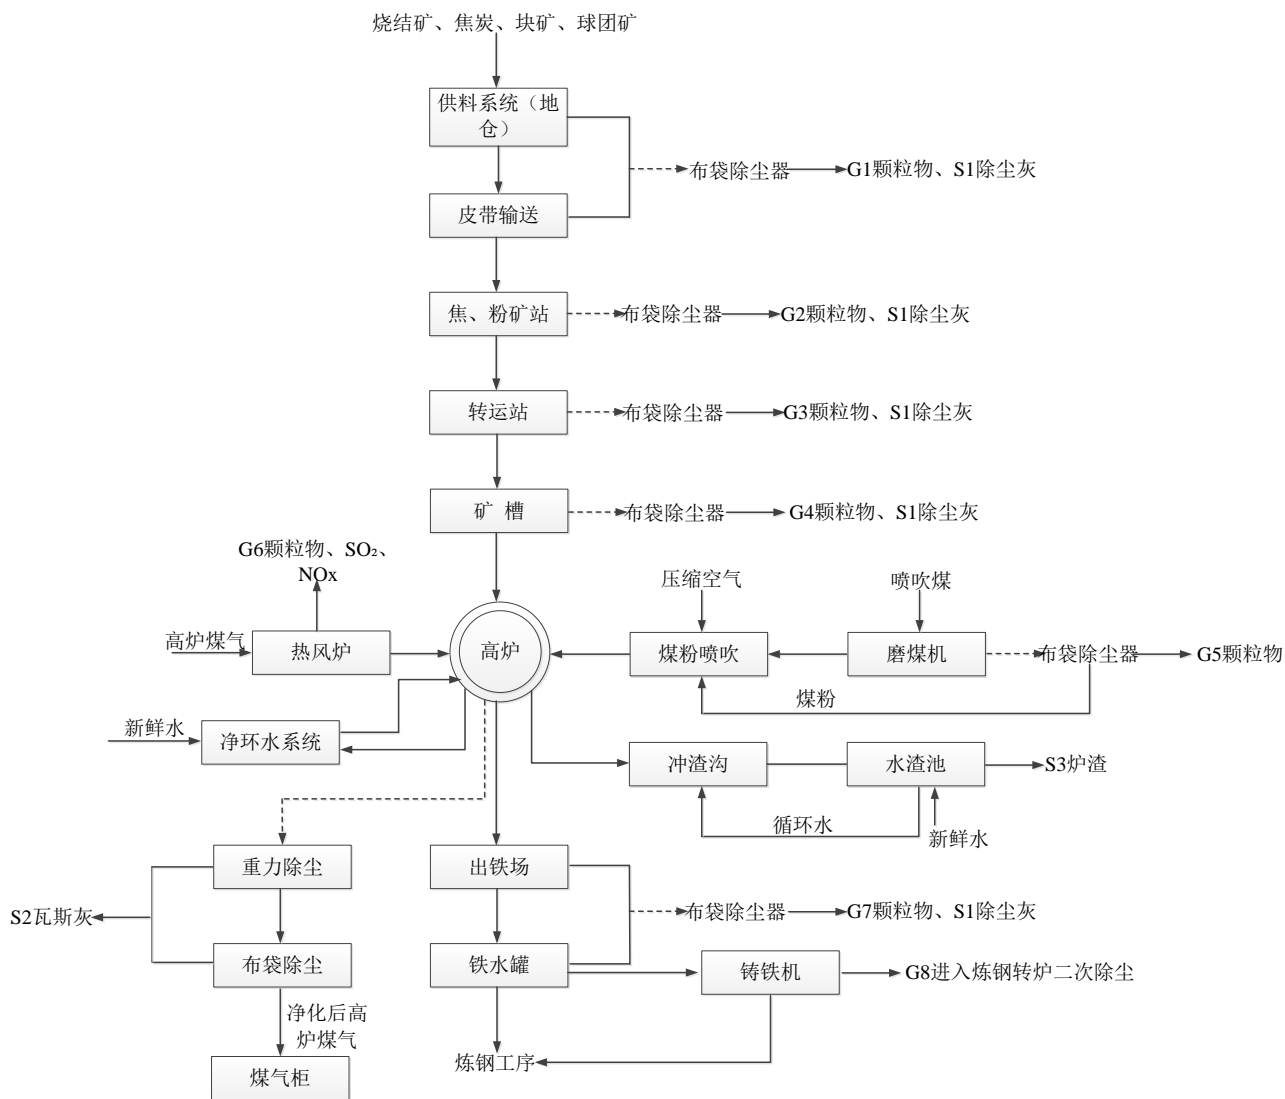 烧结矿、焦炭、块矿、球团矿
供料系统（地
仓）
布袋除尘器
G1颗粒物、S1除尘灰
皮带输送
焦、粉矿站
布袋除尘器
G2颗粒物、S1除尘灰
转运站
布袋除尘器
G3颗粒物、S1除尘灰
矿 槽
布袋除尘器
G4颗粒物、S1除尘灰
G6颗粒物、SO₂、
NOx
压缩空气
喷吹煤
高炉煤气
热风炉
高炉
煤粉喷吹
磨煤机
布袋除尘器
G5颗粒物
煤粉
新鲜水
净环水系统
冲渣沟
水渣池
S3炉渣
循环水
新鲜水
重力除尘
出铁场
S2瓦斯灰
布袋除尘器
G7颗粒物、S1除尘灰
布袋除尘
铁水罐
铸铁机
G8进入炼钢转炉二次除尘
净化后高
炉煤气
炼钢工序
煤气柜